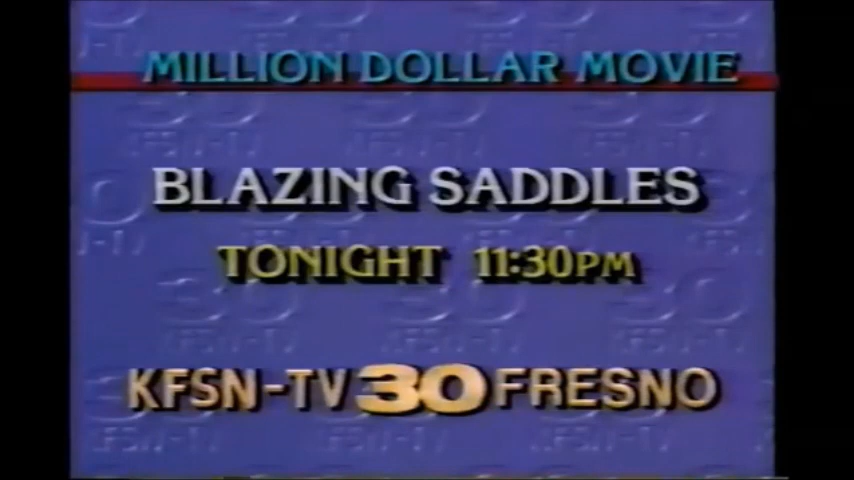 MILLION DOLLAR MOVIE
BLAZING SADDLES
TONIGHT 11:30PM
KFSN-TV 30 FRESNO